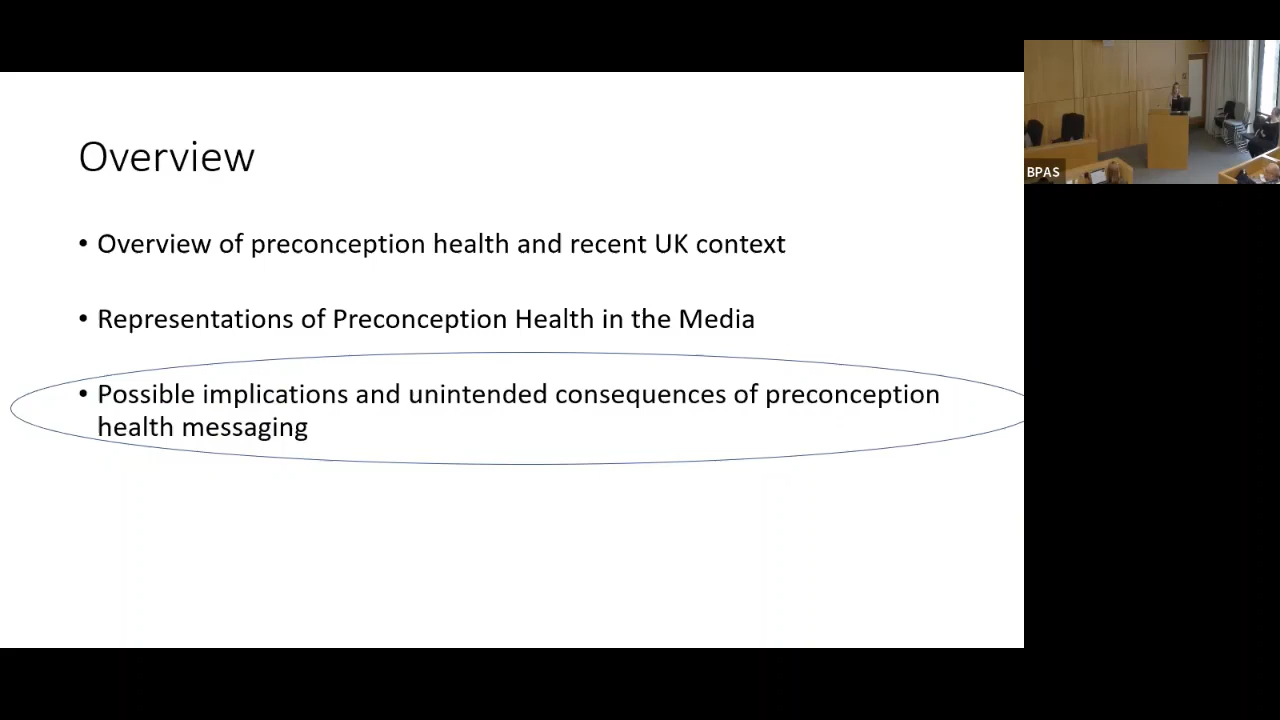 Overview
• Overview of preconception health and recent UK context
• Representations of Preconception Health in the Media
• Possible implications and unintended consequences of preconception
health messaging
BPAS